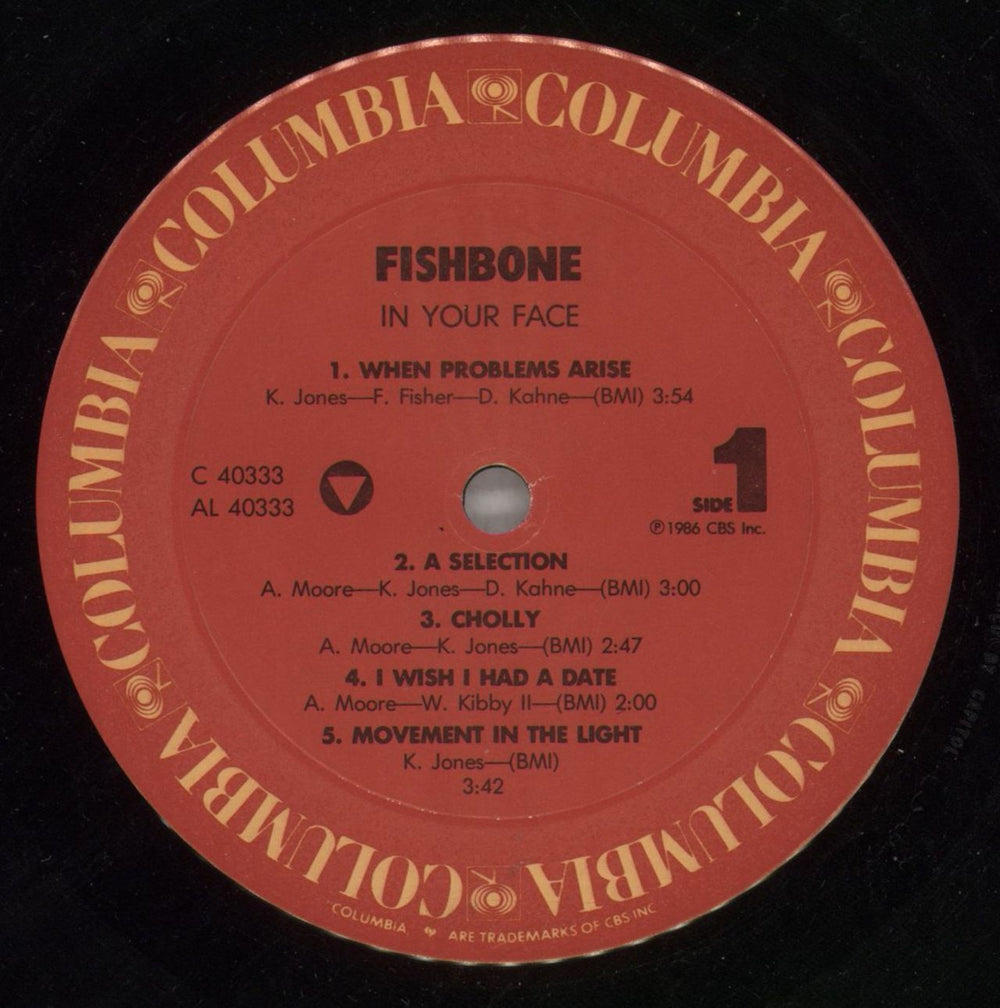 COLUMBIA COLUMBIA COLUMBIA COLUMBIA COLUMBIA COLUMBIA COLUMBIA
FISHBONE
IN YOUR FACE
1. WHEN PROBLEMS ARISE
K. Jones—F. Fisher—D. Kahne—(BMI) 3:54
C 40333
AL 40333
SIDE 1
℗ 1986 CBS Inc.
2. A SELECTION
A. Moore—K. Jones—D. Kahne—(BMI) 3:00
3. CHOLLY
A. Moore—K. Jones—(BMI) 2:47
4. I WISH I HAD A DATE
A. Moore—W. Kibby II—(BMI) 2:00
5. MOVEMENT IN THE LIGHT
K. Jones—(BMI)
3:42
COLUMBIA, ARE TRADEMARKS OF CBS INC
BY CAPITOL